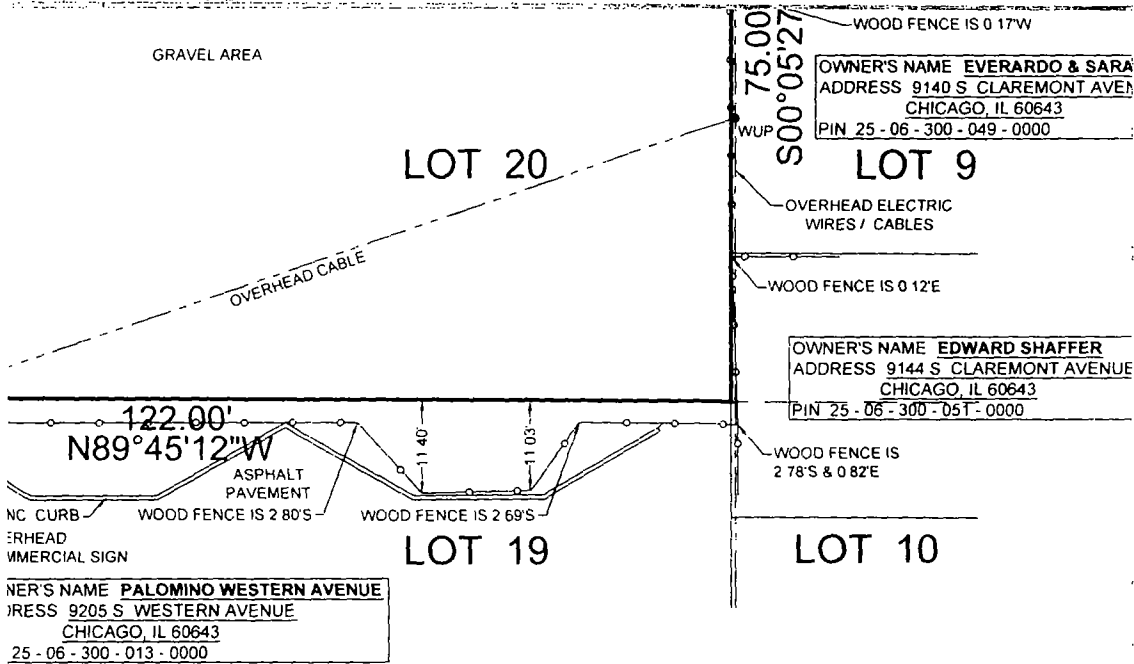 GRAVEL AREA
75.00
S00°05'27
WOOD FENCE IS 0 17'W
OWNER'S NAME EVERARDO & SARA
ADDRESS 9140 S CLAREMONT AVEN
CHICAGO, IL 60643
PIN 25 - 06 - 300 - 049 - 0000
WUP
LOT 20
LOT 9
OVERHEAD ELECTRIC
WIRES / CABLES
OVERHEAD CABLE
WOOD FENCE IS 0 12'E
OWNER'S NAME EDWARD SHAFFER
ADDRESS 9144 S CLAREMONT AVENUE
CHICAGO, IL 60643
PIN 25 - 06 - 300 - 051 - 0000
122.00'
N89°45'12"W
11 40'
11 03'
ASPHALT
PAVEMENT
WOOD FENCE IS 2 80'S
WOOD FENCE IS 2 69'S
WOOD FENCE IS
2 78'S & 0 82'E
NC CURB
ERHEAD
MMERCIAL SIGN
LOT 19
LOT 10
NER'S NAME PALOMINO WESTERN AVENUE
RESS 9205 S WESTERN AVENUE
CHICAGO, IL 60643
25 - 06 - 300 - 013 - 0000